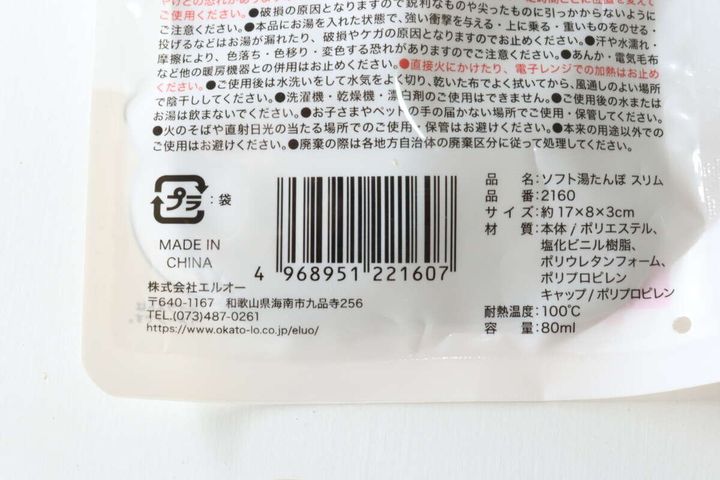 ご使用ください。●破損の原因となりますので鋭利なものや尖ったものに引っかからないように
ご注意ください。●本品にお湯を入れた状態で、強い衝撃を与える・上に乗る・重いものをのせる・
投げるなどはお湯が漏れたり、破損やケガの原因となりますのでお止めください。●汗や水濡れ・
摩擦により、色落ち・色移り・変色する恐れがありますのでご注意ください。●あんか・電気毛布
など他の暖房機器との併用はお止めください。●直接火にかけたり、電子レンジでの加熱はお止め
ください。●ご使用後は水洗いをして水気をよく切り、乾いた布でよく拭いてから、風通しのよい場所
で陰干ししてください。●洗濯機・乾燥機・漂白剤のご使用はできません。●ご使用後の水または
お湯は飲まないでください。●お子さまやペットの手の届かない場所でご使用・保管してください。
●火のそばや直射日光の当たる場所でのご使用・保管はお避けください。●本来の用途以外での
ご使用はお避けください。●廃棄の際は各地方自治体の廃棄区分に従って処理してください。
プラ
:袋
MADE IN
CHINA
4 968951 221607
株式会社エルオー
〒640-1167 和歌山県海南市九品寺256
TEL.(073)487-0261
https://www.okato-lo.co.jp/eluo/
品 名:ソフト湯たんぽ スリム
品 番:2160
サ イ ズ:約17×8×3cm
材 質:本体/ポリエステル、
塩化ビニル樹脂、
ポリウレタンフォーム、
ポリプロピレン
キャップ/ポリプロピレン
耐熱温度:100℃
容 量:80ml